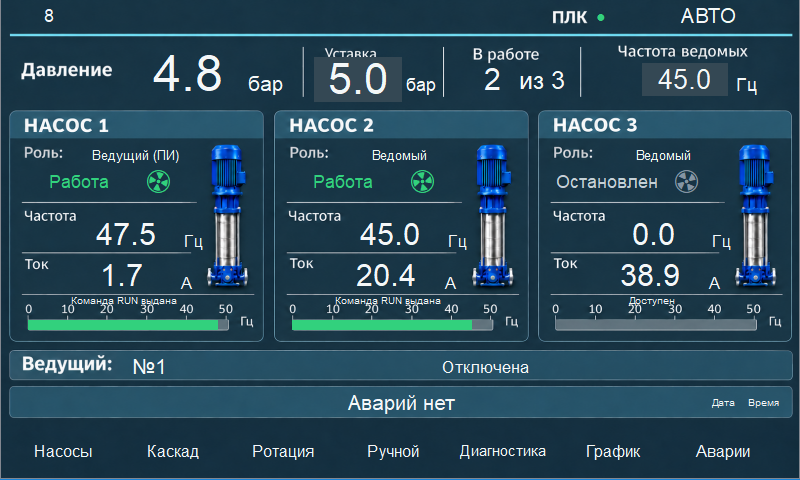 8 ПЛК АВТО
Давление 4.8 бар Уставка 5.0 бар В работе 2 из 3 Частота ведомых 45.0 Гц
НАСОС 1
Роль: Ведущий (ПИ)
Работа
Частота
47.5 Гц
Ток
1.7 А
Команда RUN выдана
0 10 20 30 40 50 Гц
НАСОС 2
Роль: Ведомый
Работа
Частота
45.0 Гц
Ток
20.4 А
Команда RUN выдана
0 10 20 30 40 50 Гц
НАСОС 3
Роль: Ведомый
Остановлен
Частота
0.0 Гц
Ток
38.9 А
Доступен
0 10 20 30 40 50 Гц
Ведущий: №1 Отключена
Аварий нет Дата Время
Насосы Каскад Ротация Ручной Диагностика График Аварии